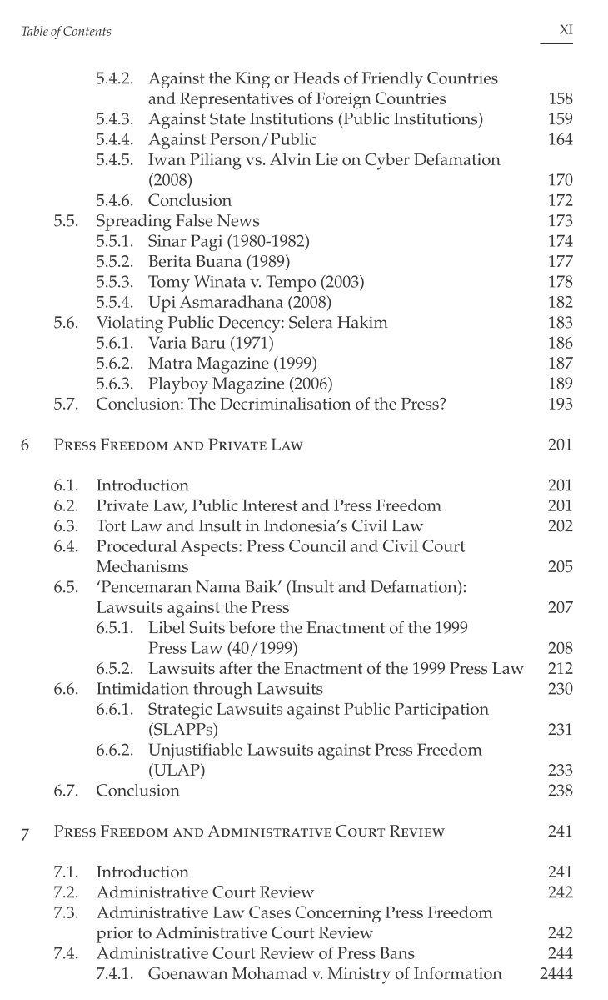 Table of Contents XI
5.4.2. Against the King or Heads of Friendly Countries
and Representatives of Foreign Countries 158
5.4.3. Against State Institutions (Public Institutions) 159
5.4.4. Against Person/Public 164
5.4.5. Iwan Piliang vs. Alvin Lie on Cyber Defamation
(2008) 170
5.4.6. Conclusion 172
5.5. Spreading False News 173
5.5.1. Sinar Pagi (1980-1982) 174
5.5.2. Berita Buana (1989) 177
5.5.3. Tomy Winata v. Tempo (2003) 178
5.5.4. Upi Asmaradhana (2008) 182
5.6. Violating Public Decency: Selera Hakim 183
5.6.1. Varia Baru (1971) 186
5.6.2. Matra Magazine (1999) 187
5.6.3. Playboy Magazine (2006) 189
5.7. Conclusion: The Decriminalisation of the Press? 193
6 Press Freedom and Private Law 201
6.1. Introduction 201
6.2. Private Law, Public Interest and Press Freedom 201
6.3. Tort Law and Insult in Indonesia's Civil Law 202
6.4. Procedural Aspects: Press Council and Civil Court
Mechanisms 205
6.5. 'Pencemaran Nama Baik' (Insult and Defamation):
Lawsuits against the Press 207
6.5.1. Libel Suits before the Enactment of the 1999
Press Law (40/1999) 208
6.5.2. Lawsuits after the Enactment of the 1999 Press Law 212
6.6. Intimidation through Lawsuits 230
6.6.1. Strategic Lawsuits against Public Participation
(SLAPPs) 231
6.6.2. Unjustifiable Lawsuits against Press Freedom
(ULAP) 233
6.7. Conclusion 238
7 Press Freedom and Administrative Court Review 241
7.1. Introduction 241
7.2. Administrative Court Review 242
7.3. Administrative Law Cases Concerning Press Freedom
prior to Administrative Court Review 242
7.4. Administrative Court Review of Press Bans 244
7.4.1. Goenawan Mohamad v. Ministry of Information 2444